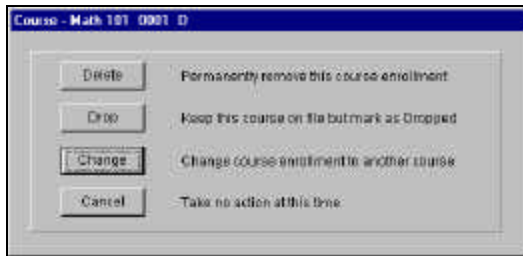 Course - Math 101 0001 D
Delete Permanently remove this course enrollment
Drop Keep this course on file but mark as Dropped
Change Change course enrollment to another course
Cancel Take no action at this time